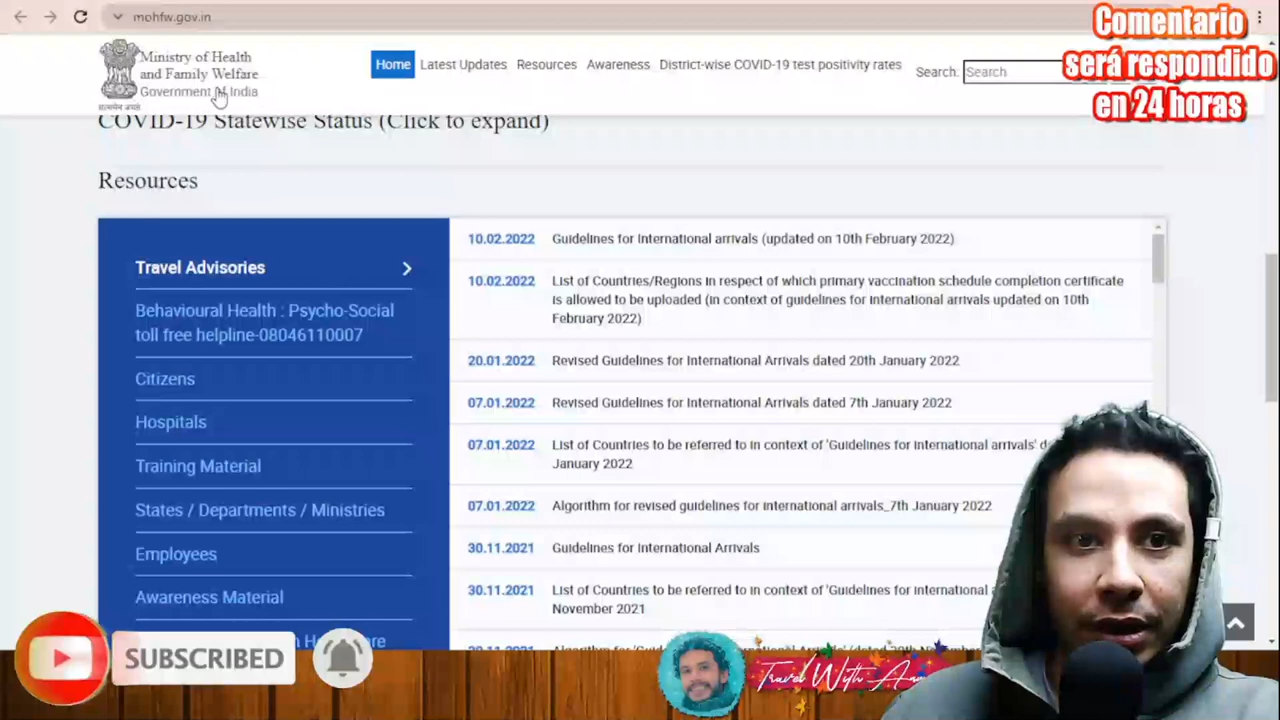 mohfw.gov.in
Comentario
será respondido
en 24 horas
Ministry of Health
and Family Welfare
Government of India
सत्यमेव जयते
Home
Latest Updates
Resources
Awareness
District-wise COVID-19 test positivity rates
Search:
Search
COVID-19 Statewise Status (Click to expand)
Resources
Travel Advisories
Behavioural Health : Psycho-Social
toll free helpline-08046110007
Citizens
Hospitals
Training Material
States / Departments / Ministries
Employees
Awareness Material
10.02.2022 Guidelines for International arrivals (updated on 10th February 2022)
10.02.2022 List of Countries/Regions in respect of which primary vaccination schedule completion certificate
is allowed to be uploaded (in context of guidelines for international arrivals updated on 10th
February 2022)
20.01.2022 Revised Guidelines for International Arrivals dated 20th January 2022
07.01.2022 Revised Guidelines for International Arrivals dated 7th January 2022
07.01.2022 List of Countries to be referred to in context of 'Guidelines for international arrivals'
January 2022
07.01.2022 Algorithm for revised guidelines for international arrivals_7th January 2022
30.11.2021 Guidelines for International Arrivals
30.11.2021 List of Countries to be referred to in context of 'Guidelines for international
November 2021
SUBSCRIBED
Travel With